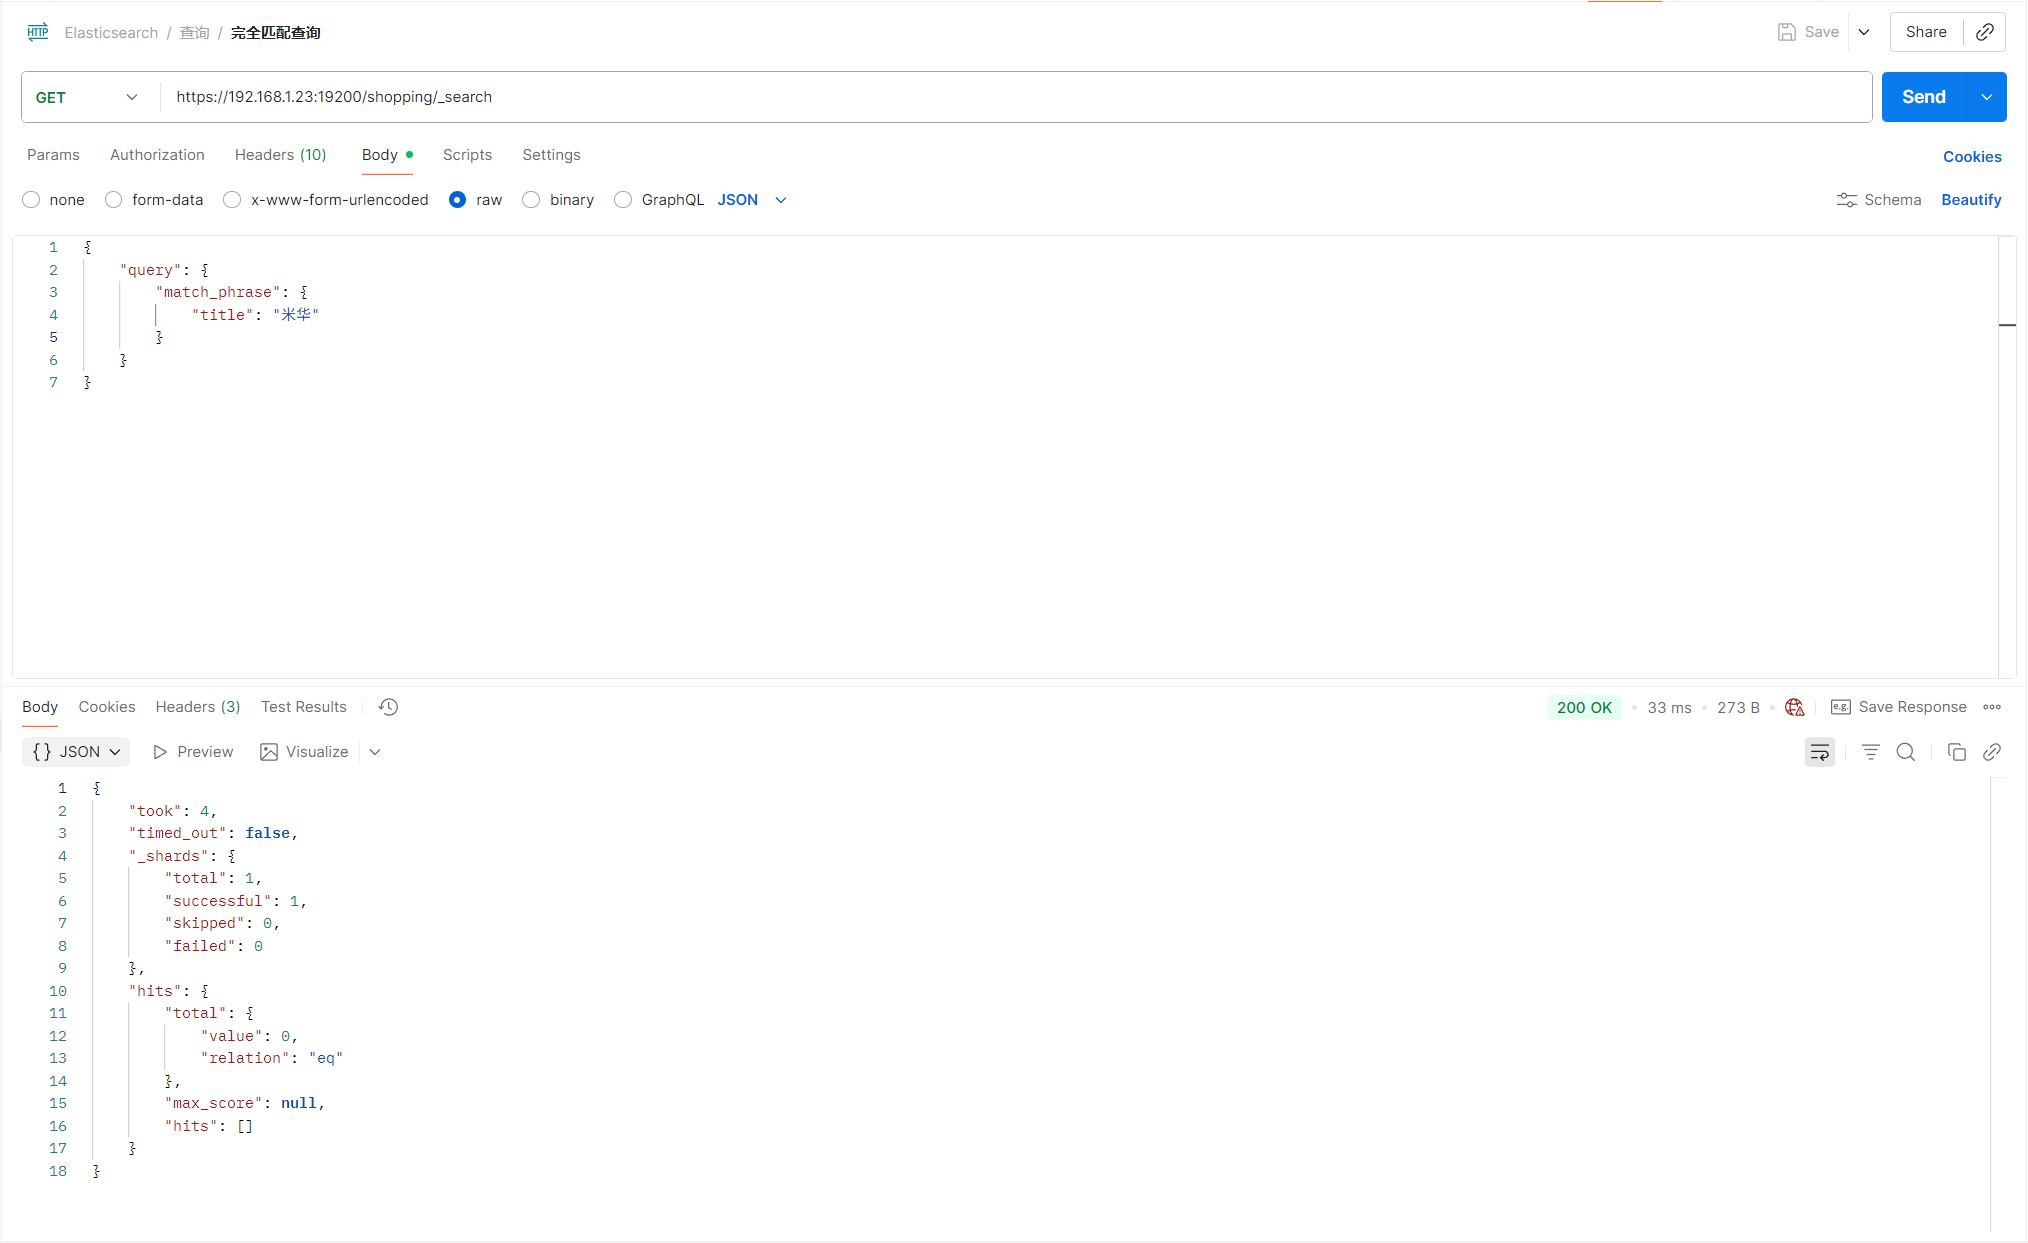 HTTP Elasticsearch / 查询 / 完全匹配查询 Save Share
GET https://192.168.1.23:19200/shopping/_search Send
Params Authorization Headers (10) Body Scripts Settings Cookies
none form-data x-www-form-urlencoded raw binary GraphQL JSON Schema Beautify
1 {
2 "query": {
3 "match_phrase": {
4 "title": "米华"
5 }
6 }
7 }
Body Cookies Headers (3) Test Results 200 OK 33 ms 273 B e.g. Save Response
{} JSON Preview Visualize
1 {
2 "took": 4,
3 "timed_out": false,
4 "_shards": {
5 "total": 1,
6 "successful": 1,
7 "skipped": 0,
8 "failed": 0
9 },
10 "hits": {
11 "total": {
12 "value": 0,
13 "relation": "eq"
14 },
15 "max_score": null,
16 "hits": []
17 }
18 }